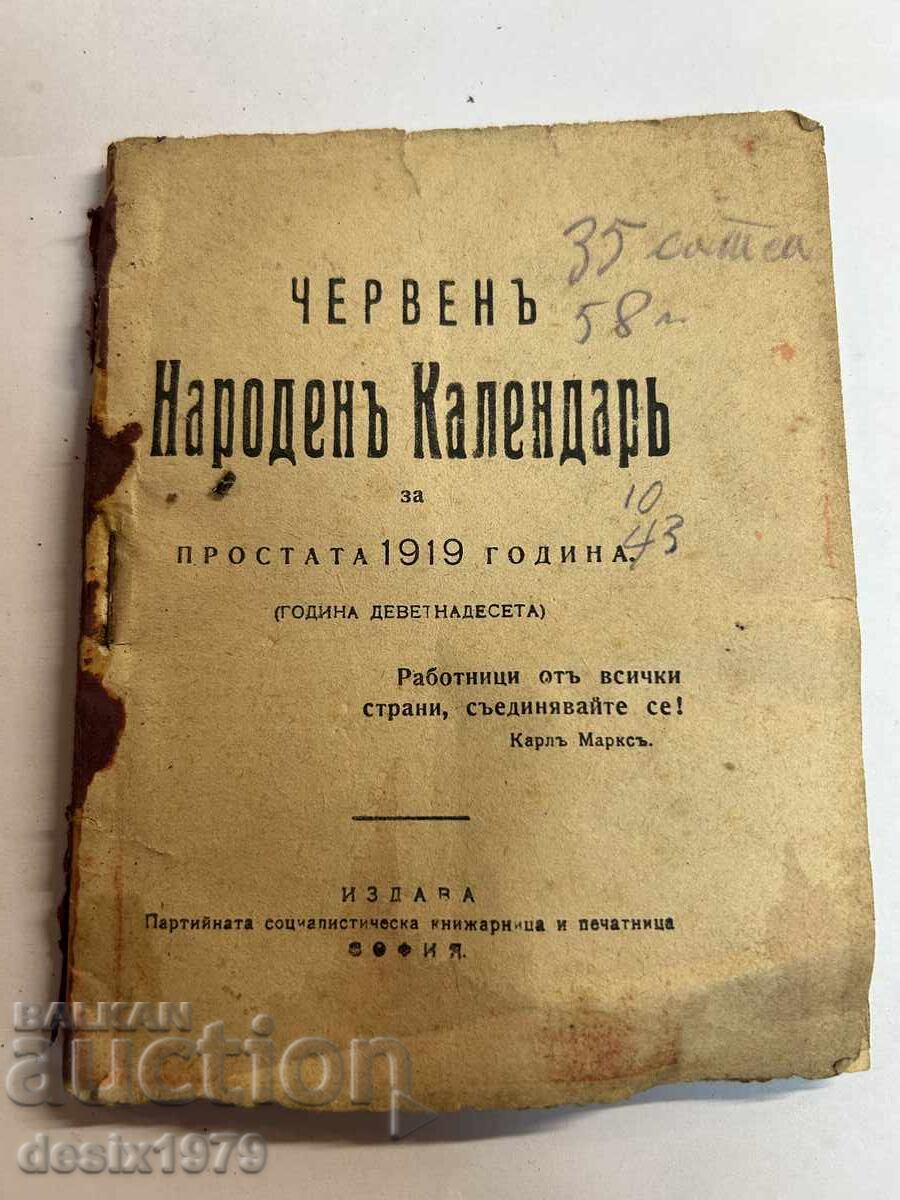 35
ЧЕРВЕНЪ
58 г.
Народенъ Календарь
за
10
ПРОСТАТА 1919 ГОДИНА.
43
(ГОДИНА ДЕВЕТНАДЕСЕТА)
Работници отъ всички
страни, съединявайте се!
Карлъ Марксъ.
ИЗДАВА
Партийната социалистическа книжарница и печатница
СОФИЯ.
BALKAN
auction
desix1979